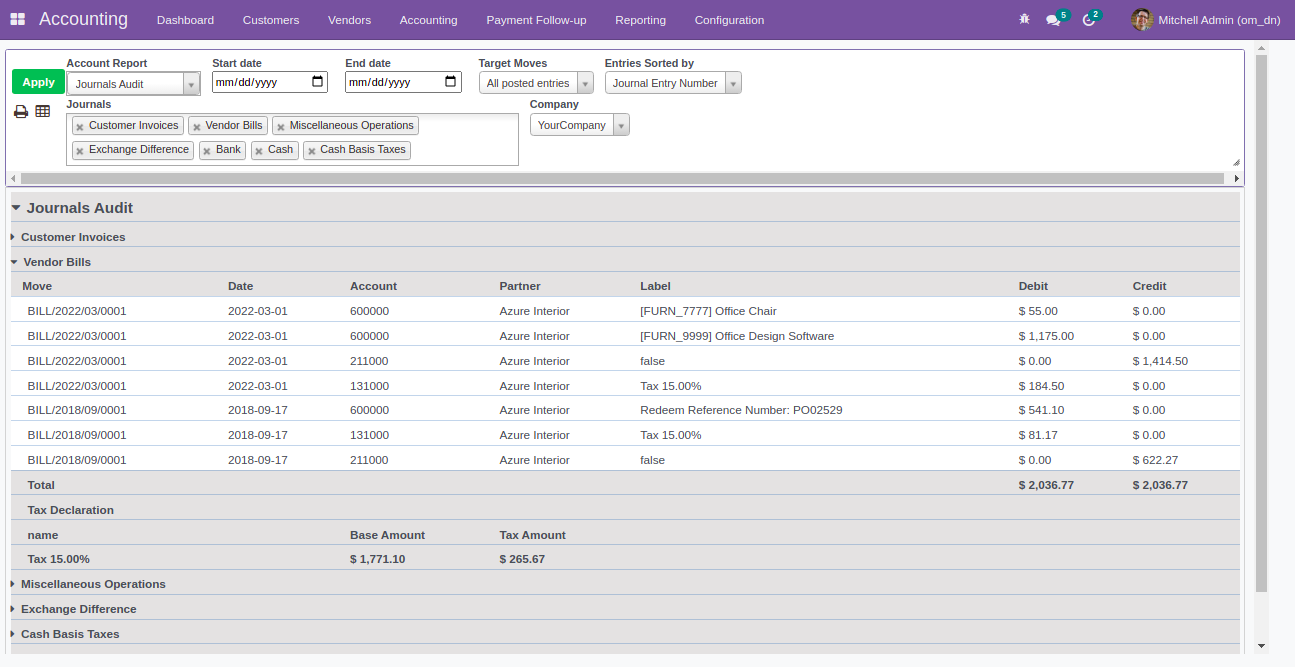 Accounting Dashboard Customers Vendors Accounting Payment Follow-up Reporting Configuration 5 2 Mitchell Admin (om_dn)
Account Report Start date End date Target Moves Entries Sorted by
Apply Journals Audit mm/dd/yyyy mm/dd/yyyy All posted entries Journal Entry Number
Journals Company
Customer Invoices Vendor Bills Miscellaneous Operations YourCompany
Exchange Difference Bank Cash Cash Basis Taxes
Journals Audit
Customer Invoices
Vendor Bills
Move Date Account Partner Label Debit Credit
BILL/2022/03/0001 2022-03-01 600000 Azure Interior [FURN_7777] Office Chair $ 55.00 $ 0.00
BILL/2022/03/0001 2022-03-01 600000 Azure Interior [FURN_9999] Office Design Software $ 1,175.00 $ 0.00
BILL/2022/03/0001 2022-03-01 211000 Azure Interior false $ 0.00 $ 1,414.50
BILL/2022/03/0001 2022-03-01 131000 Azure Interior Tax 15.00% $ 184.50 $ 0.00
BILL/2018/09/0001 2018-09-17 600000 Azure Interior Redeem Reference Number: PO02529 $ 541.10 $ 0.00
BILL/2018/09/0001 2018-09-17 131000 Azure Interior Tax 15.00% $ 81.17 $ 0.00
BILL/2018/09/0001 2018-09-17 211000 Azure Interior false $ 0.00 $ 622.27
Total $ 2,036.77 $ 2,036.77
Tax Declaration
name Base Amount Tax Amount
Tax 15.00% $ 1,771.10 $ 265.67
Miscellaneous Operations
Exchange Difference
Cash Basis Taxes